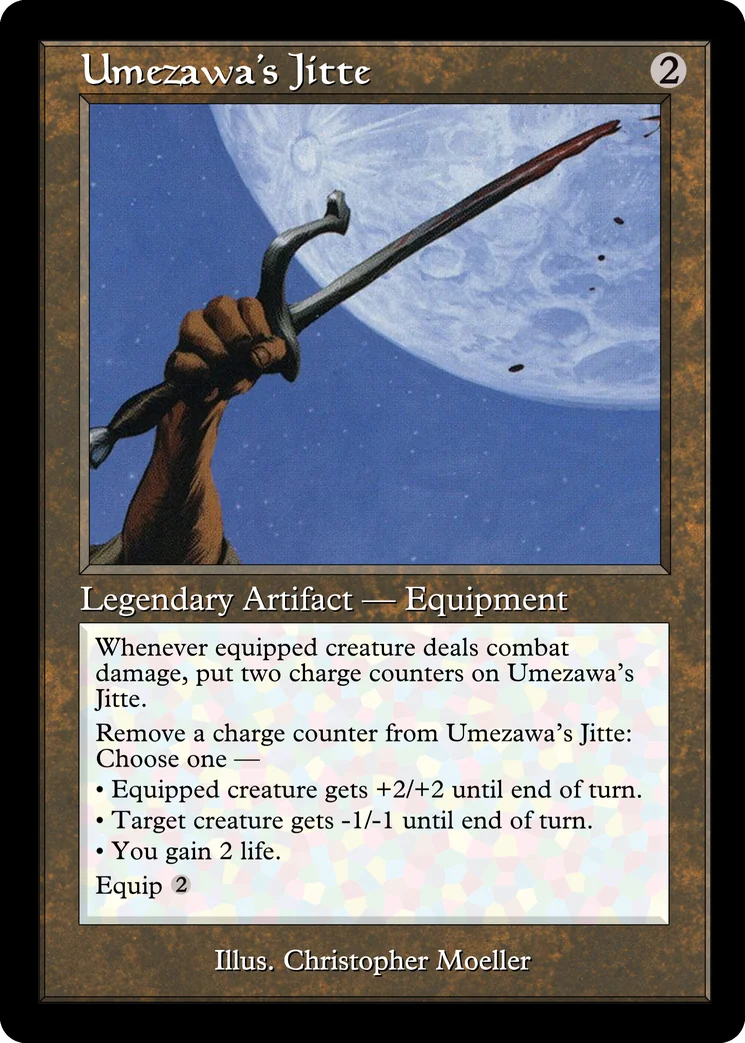 Umezawa's Jitte 2
Legendary Artifact — Equipment
Whenever equipped creature deals combat
damage, put two charge counters on Umezawa's
Jitte.
Remove a charge counter from Umezawa's Jitte:
Choose one —
• Equipped creature gets +2/+2 until end of turn.
• Target creature gets -1/-1 until end of turn.
• You gain 2 life.
Equip 2
Illus. Christopher Moeller